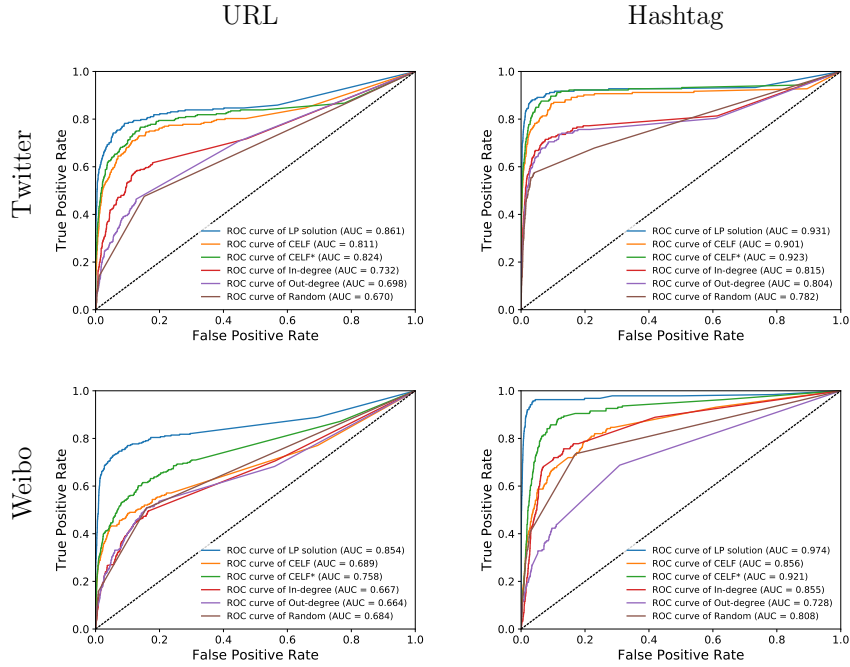 URL Hashtag
Twitter
1.0
0.8
0.6
0.4
0.2
0.0
True Positive Rate
ROC curve of LP solution (AUC = 0.861)
ROC curve of CELF (AUC = 0.811)
ROC curve of CELF* (AUC = 0.824)
ROC curve of In-degree (AUC = 0.732)
ROC curve of Out-degree (AUC = 0.698)
ROC curve of Random (AUC = 0.670)
0.0 0.2 0.4 0.6 0.8 1.0
False Positive Rate
1.0
0.8
0.6
0.4
0.2
0.0
True Positive Rate
ROC curve of LP solution (AUC = 0.931)
ROC curve of CELF (AUC = 0.901)
ROC curve of CELF* (AUC = 0.923)
ROC curve of In-degree (AUC = 0.815)
ROC curve of Out-degree (AUC = 0.804)
ROC curve of Random (AUC = 0.782)
0.0 0.2 0.4 0.6 0.8 1.0
False Positive Rate
Weibo
1.0
0.8
0.6
0.4
0.2
0.0
True Positive Rate
ROC curve of LP solution (AUC = 0.854)
ROC curve of CELF (AUC = 0.689)
ROC curve of CELF* (AUC = 0.758)
ROC curve of In-degree (AUC = 0.667)
ROC curve of Out-degree (AUC = 0.664)
ROC curve of Random (AUC = 0.684)
0.0 0.2 0.4 0.6 0.8 1.0
False Positive Rate
1.0
0.8
0.6
0.4
0.2
0.0
True Positive Rate
ROC curve of LP solution (AUC = 0.974)
ROC curve of CELF (AUC = 0.856)
ROC curve of CELF* (AUC = 0.921)
ROC curve of In-degree (AUC = 0.855)
ROC curve of Out-degree (AUC = 0.728)
ROC curve of Random (AUC = 0.808)
0.0 0.2 0.4 0.6 0.8 1.0
False Positive Rate